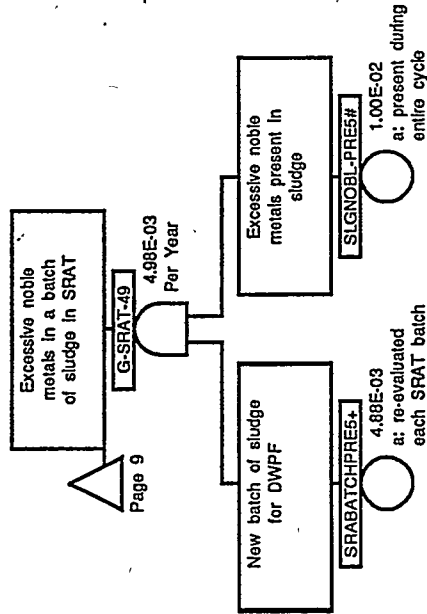 Excessive noble
metals in a batch
of sludge in SRAT
Page 9
G-SRAT-49
4.98E-03
Per Year
New batch of sludge
for DWPF
SRABATCHPRE5+
4.88E-03
a: re-evaluated
each SRAT batch
Excessive noble
metals present in
sludge
SLGNOBL-PRE5#
1.00E-02
a: present during
entire cycle